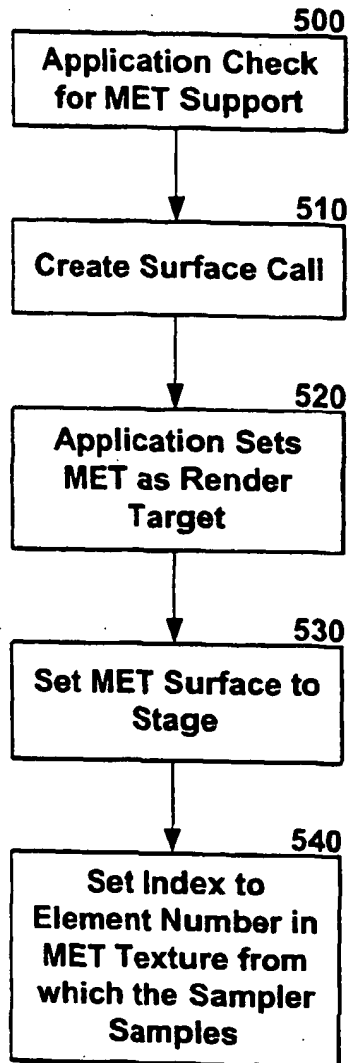 500
Application Check
for MET Support
510
Create Surface Call
520
Application Sets
MET as Render
Target
530
Set MET Surface to
Stage
540
Set Index to
Element Number in
MET Texture from
which the Sampler
Samples